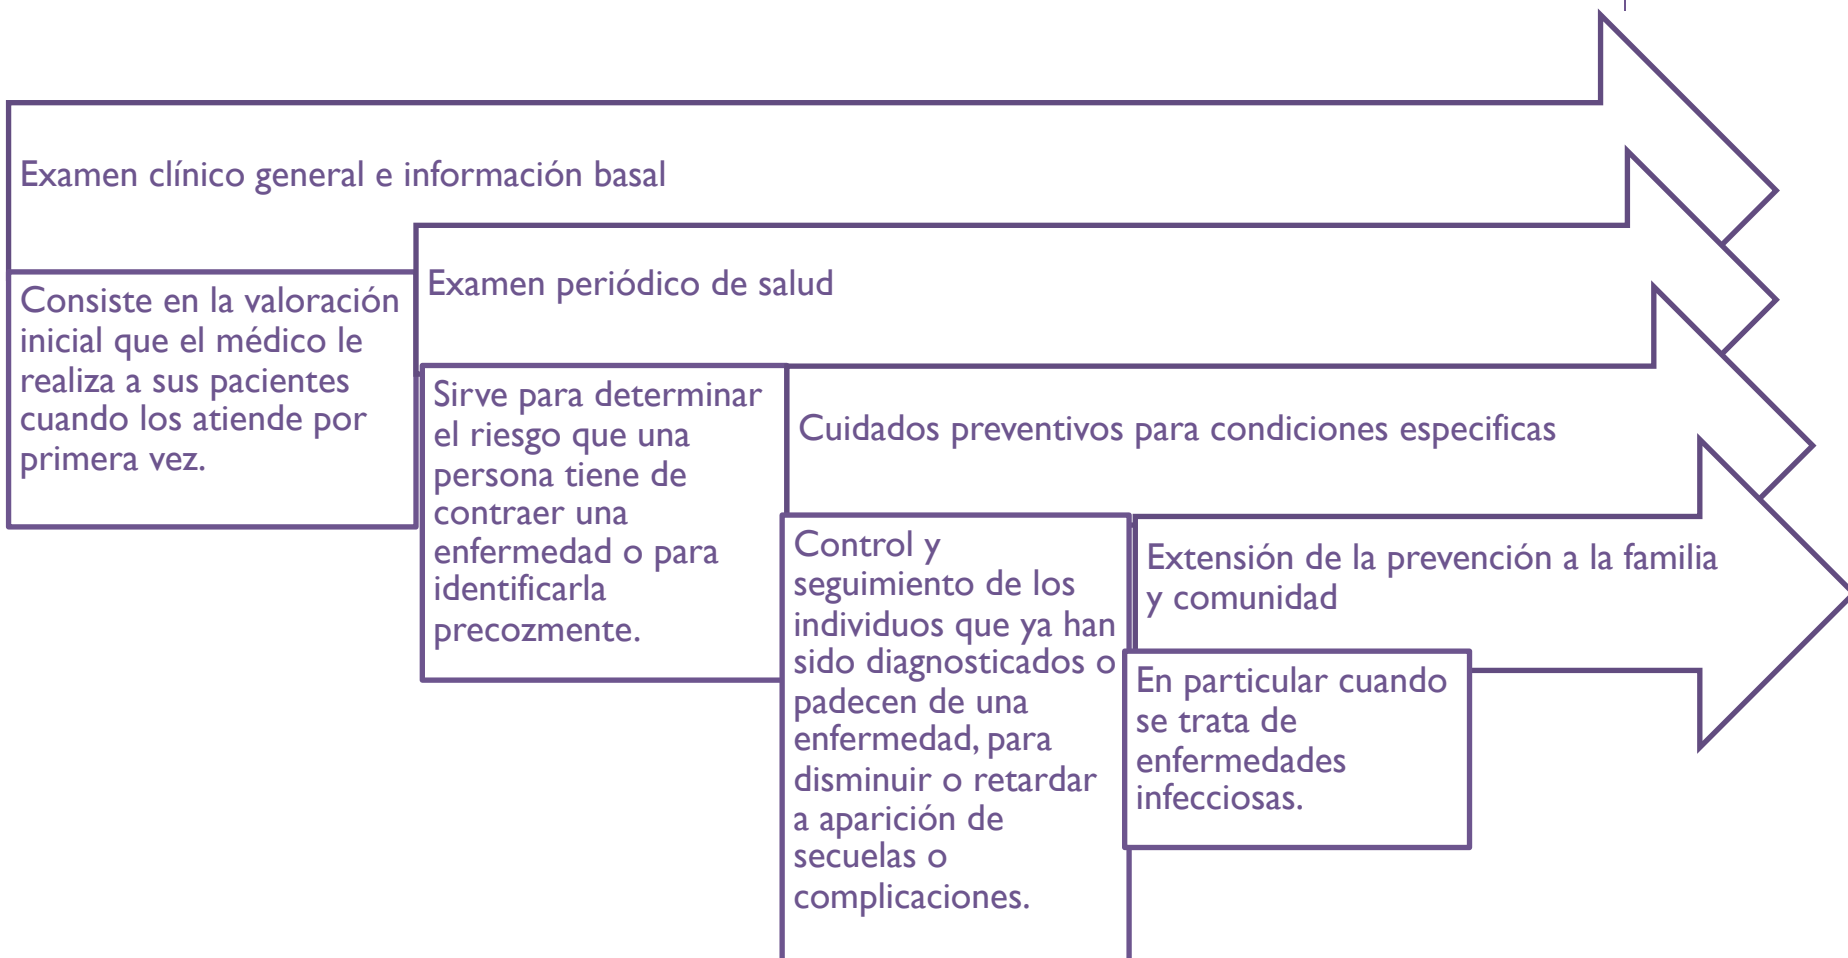 Examen clínico general e información basal
Consiste en la valoración
inicial que el médico le
realiza a sus pacientes
cuando los atiende por
primera vez.
Examen periódico de salud
Sirve para determinar
el riesgo que una
persona tiene de
contraer una
enfermedad o para
identificarla
precozmente.
Cuidados preventivos para condiciones especificas
Control y
seguimiento de los
individuos que ya han
sido diagnosticados o
padecen de una
enfermedad, para
disminuir o retardar
a aparición de
secuelas o
complicaciones.
Extensión de la prevención a la familia
y comunidad
En particular cuando
se trata de
enfermedades
infecciosas.